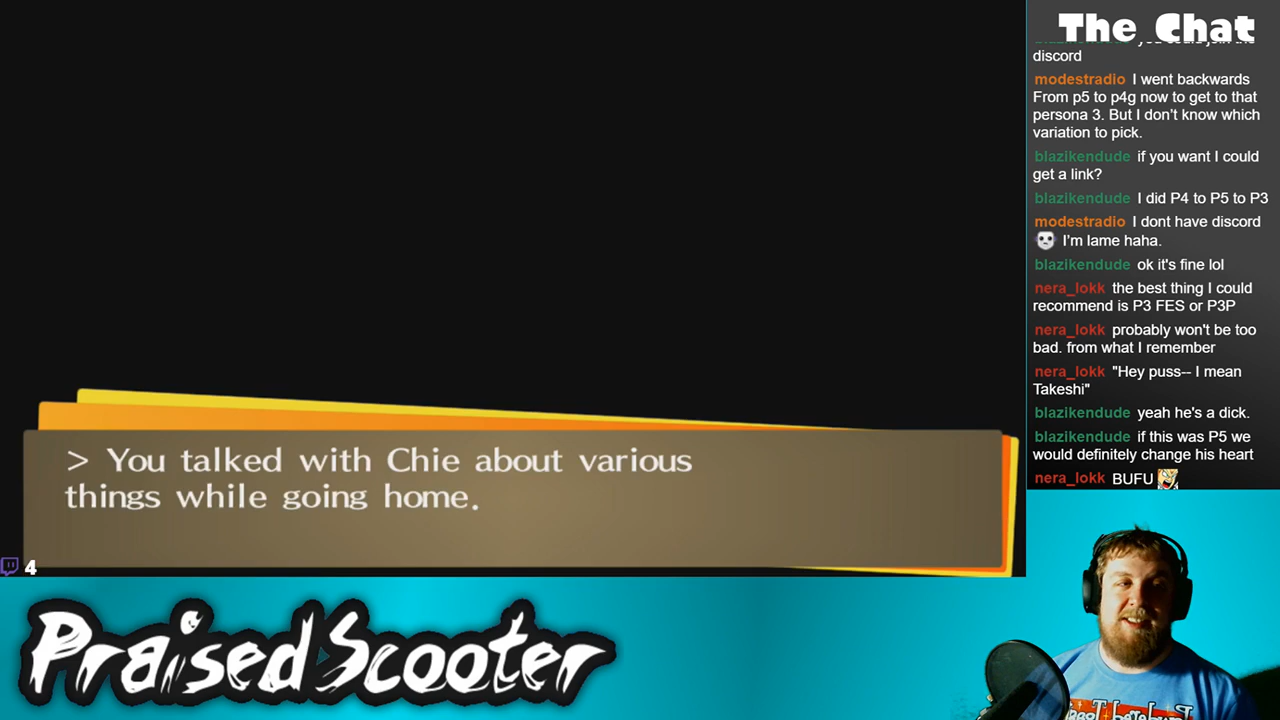 The Chat
discord
modestradio I went backwards
From p5 to p4g now to get to that
persona 3. But I don't know which
variation to pick.
blazikendude if you want I could
get a link?
blazikendude I did P4 to P5 to P3
modestradio I dont have discord
I'm lame haha.
blazikendude ok it's fine lol
nera_lokk the best thing I could
recommend is P3 FES or P3P
nera_lokk probably won't be too
bad. from what I remember
nera_lokk "Hey puss-- I mean
Takeshi"
blazikendude yeah he's a dick.
blazikendude if this was P5 we
would definitely change his heart
nera_lokk BUFU
> You talked with Chie about various
things while going home.
4
PraisedScooter